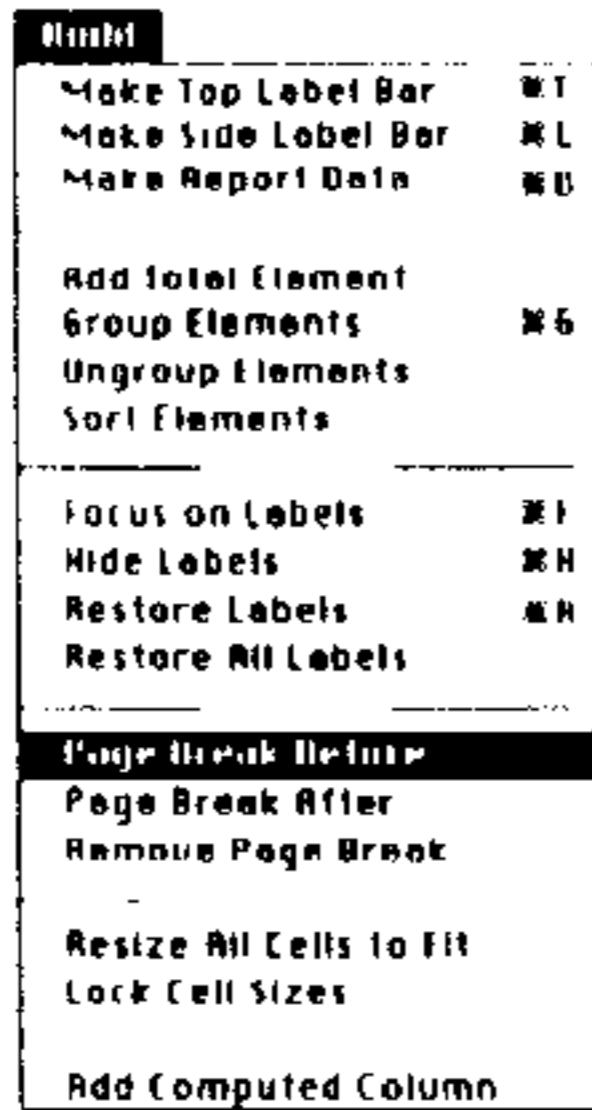 Make Top Label Bar ⌘T
Make Side Label Bar ⌘L
Make Report Data ⌘D
Add Total Element
Group Elements ⌘G
Ungroup Elements
Sort Elements
Focus on Labels ⌘F
Hide Labels ⌘H
Restore Labels ⌘R
Restore All Labels
Page Break Before
Page Break After
Remove Page Break
Resize All Cells to Fit
Lock Cell Sizes
Add Computed Column